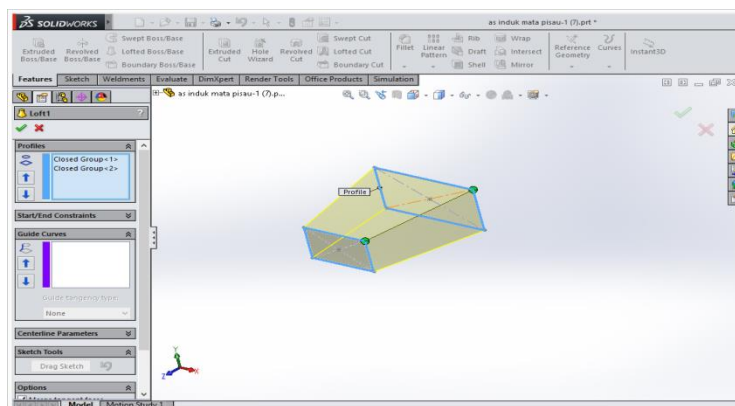 SOLIDWORKS
as induk mata pisau-1 (7).prt *
Extruded Boss/Base
Revolved Boss/Base
Swept Boss/Base
Lofted Boss/Base
Boundary Boss/Base
Extruded Cut
Hole Wizard
Revolved Cut
Swept Cut
Lofted Cut
Boundary Cut
Fillet
Linear Pattern
Rib
Draft
Shell
Wrap
Intersect
Mirror
Reference Geometry
Curves
Instant3D
Features Sketch Weldments Evaluate DimXpert Render Tools Office Products Simulation
as induk mata pisau-1 (7).p...
Loft1
?
Profiles
Closed Group<1>
Closed Group<2>
Profile
Start/End Constraints
Guide Curves
Guide tangency type:
None
Centerline Parameters
Sketch Tools
Drag Sketch
Options
Merge tangent faces
Y
X
Z
Model Motion Study 1